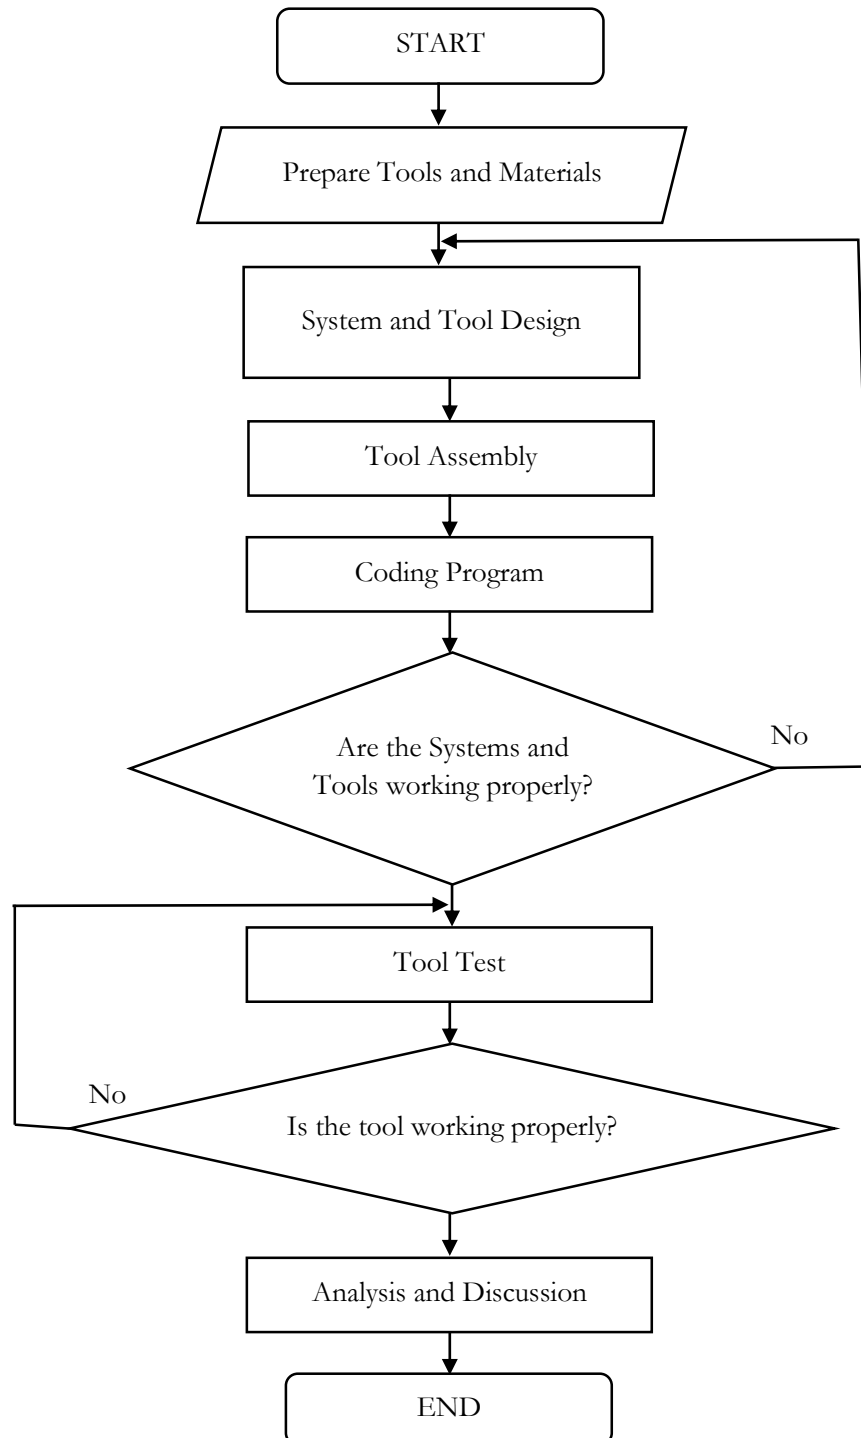 START
Prepare Tools and Materials
System and Tool Design
Tool Assembly
Coding Program
Are the Systems and
Tools working properly?
No
Tool Test
No
Is the tool working properly?
Analysis and Discussion
END